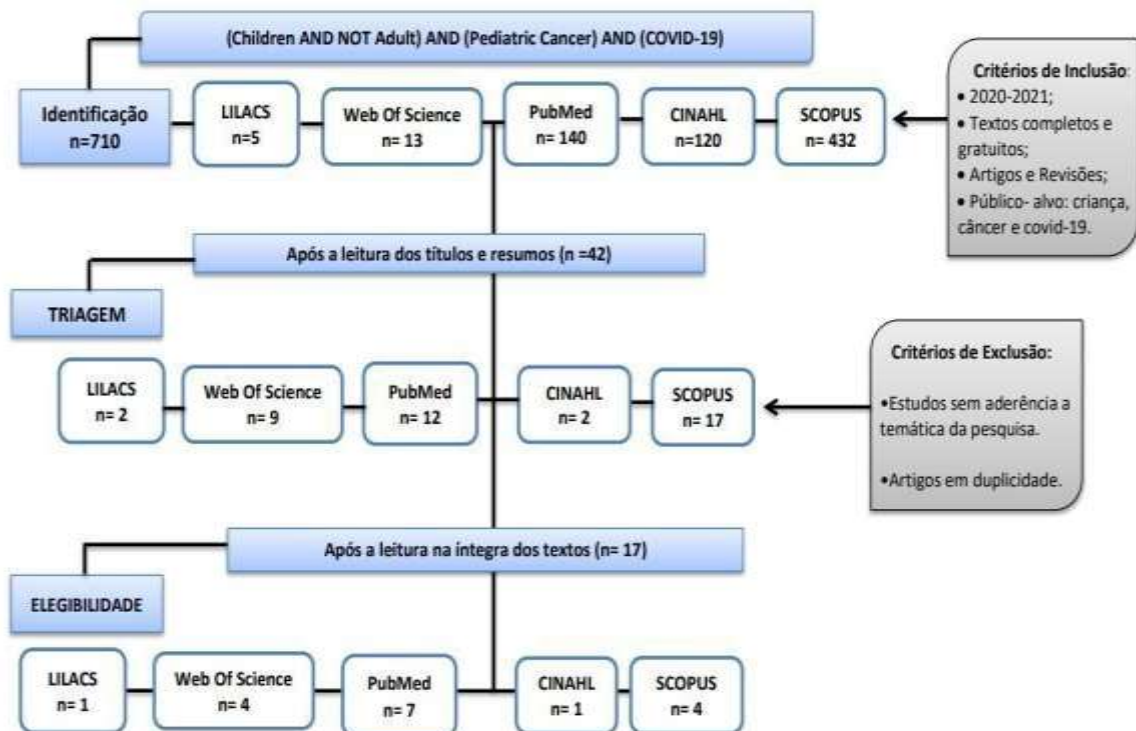 (Children AND NOT Adult) AND (Pediatric Cancer) AND (COVID-19)
Identificação
n=710
LILACS
n=5
Web Of Science
n= 13
PubMed
n= 140
CINAHL
n=120
SCOPUS
n= 432
Critérios de Inclusão:
• 2020-2021;
• Textos completos e
gratuitos;
• Artigos e Revisões;
• Público- alvo: criança,
câncer e covid-19.
Após a leitura dos títulos e resumos (n =42)
TRIAGEM
LILACS
n= 2
Web Of Science
n= 9
PubMed
n= 12
CINAHL
n= 2
SCOPUS
n= 17
Critérios de Exclusão:
•Estudos sem aderência a
temática da pesquisa.
•Artigos em duplicidade.
Após a leitura na íntegra dos textos (n= 17)
ELEGIBILIDADE
LILACS
n= 1
Web Of Science
n= 4
PubMed
n= 7
CINAHL
n= 1
SCOPUS
n= 4